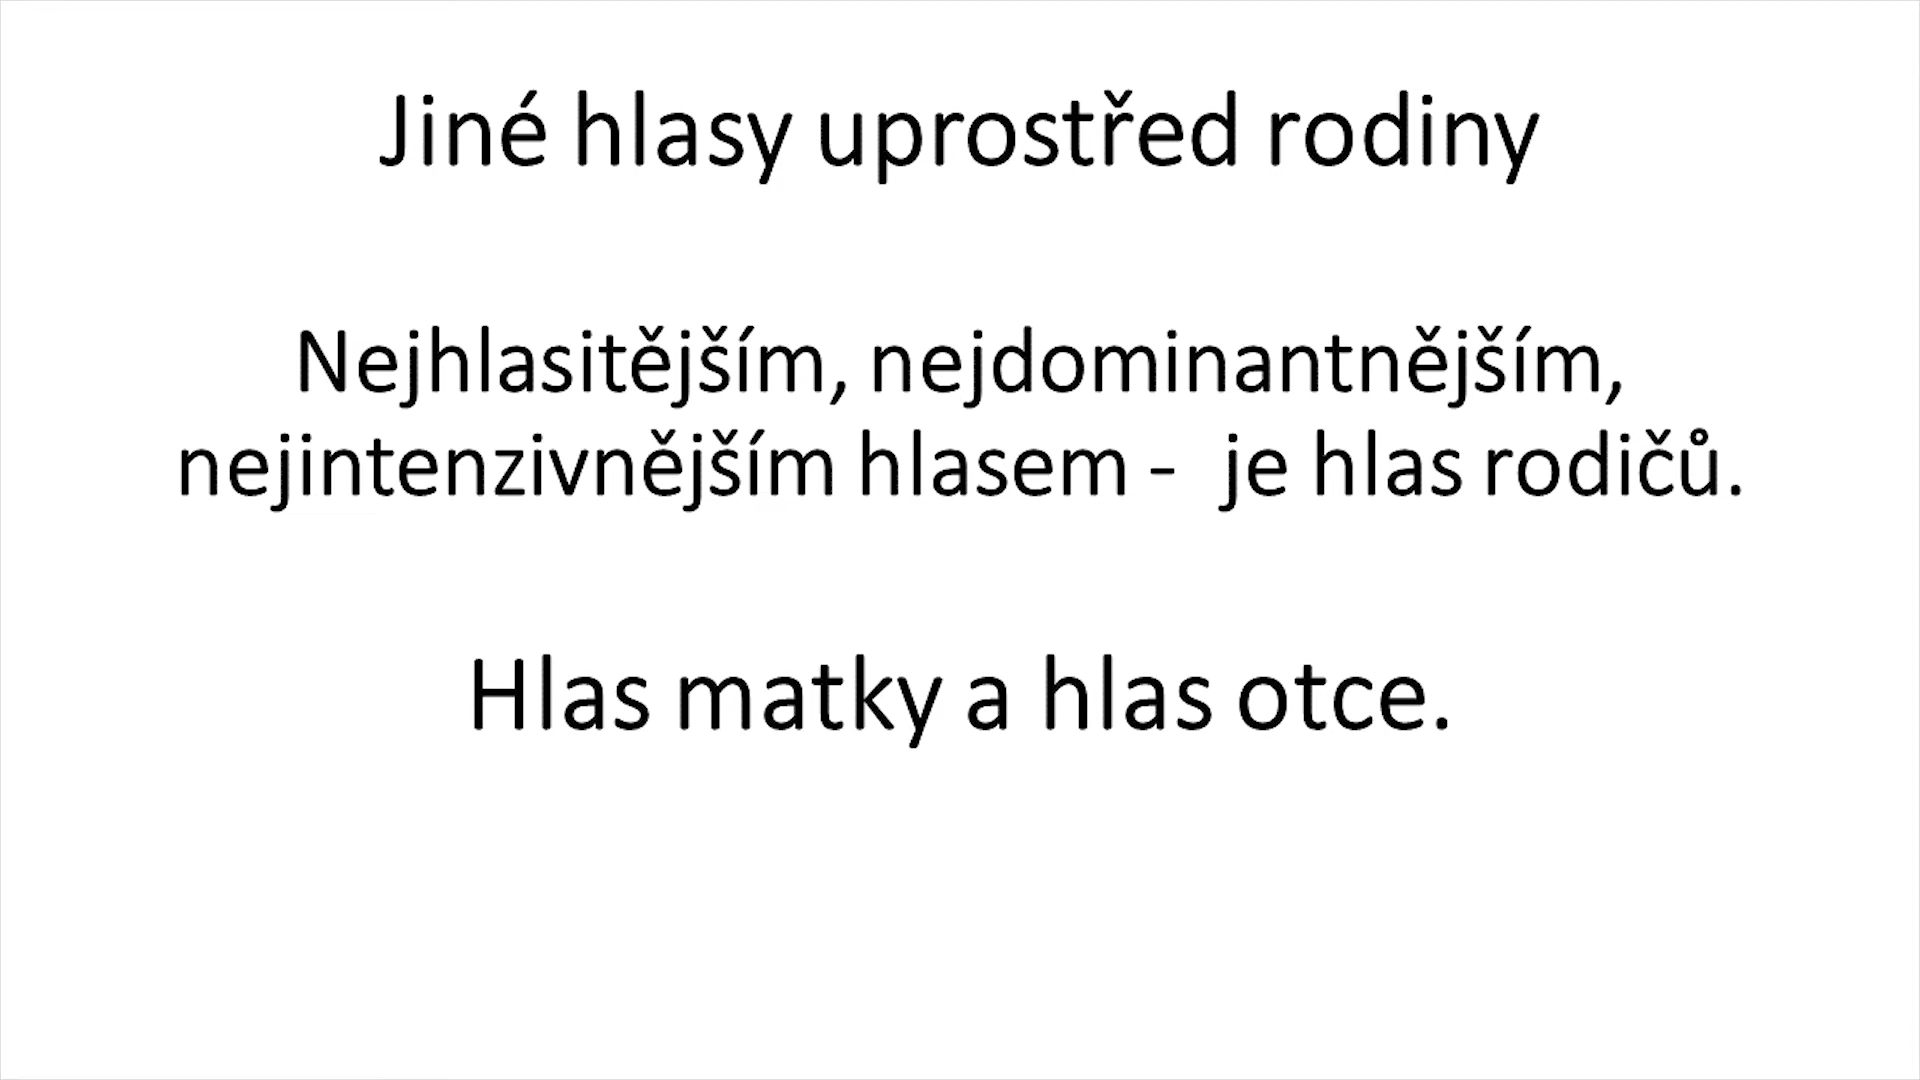 Jiné hlasy uprostřed rodiny
Nejhlasitějším, nejdominantnějším,
nejintenzivnějším hlasem -  je hlas rodičů.
Hlas matky a hlas otce.